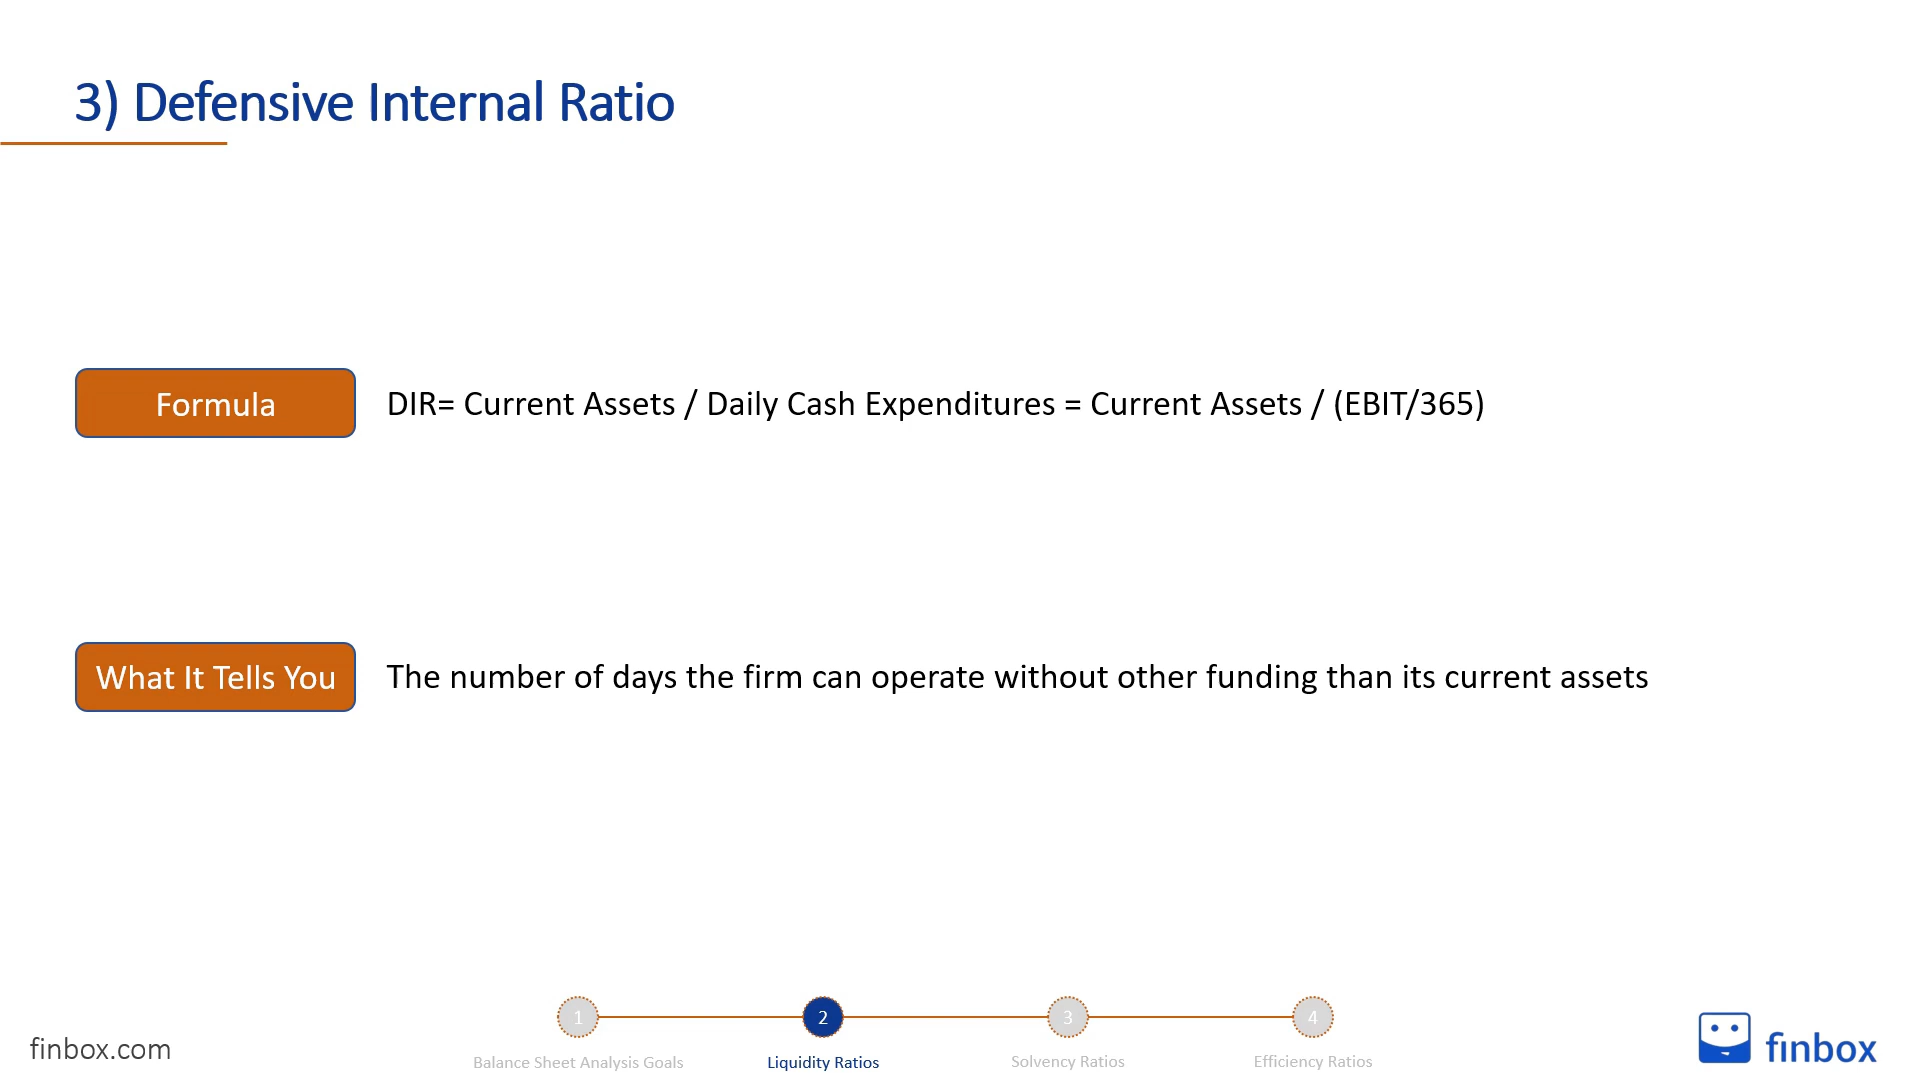 3) Defensive Internal Ratio
Formula
DIR= Current Assets / Daily Cash Expenditures = Current Assets / (EBIT/365)
What It Tells You
The number of days the firm can operate without other funding than its current assets
1
2
3
4
Balance Sheet Analysis Goals
Liquidity Ratios
Solvency Ratios
Efficiency Ratios
finbox.com
finbox